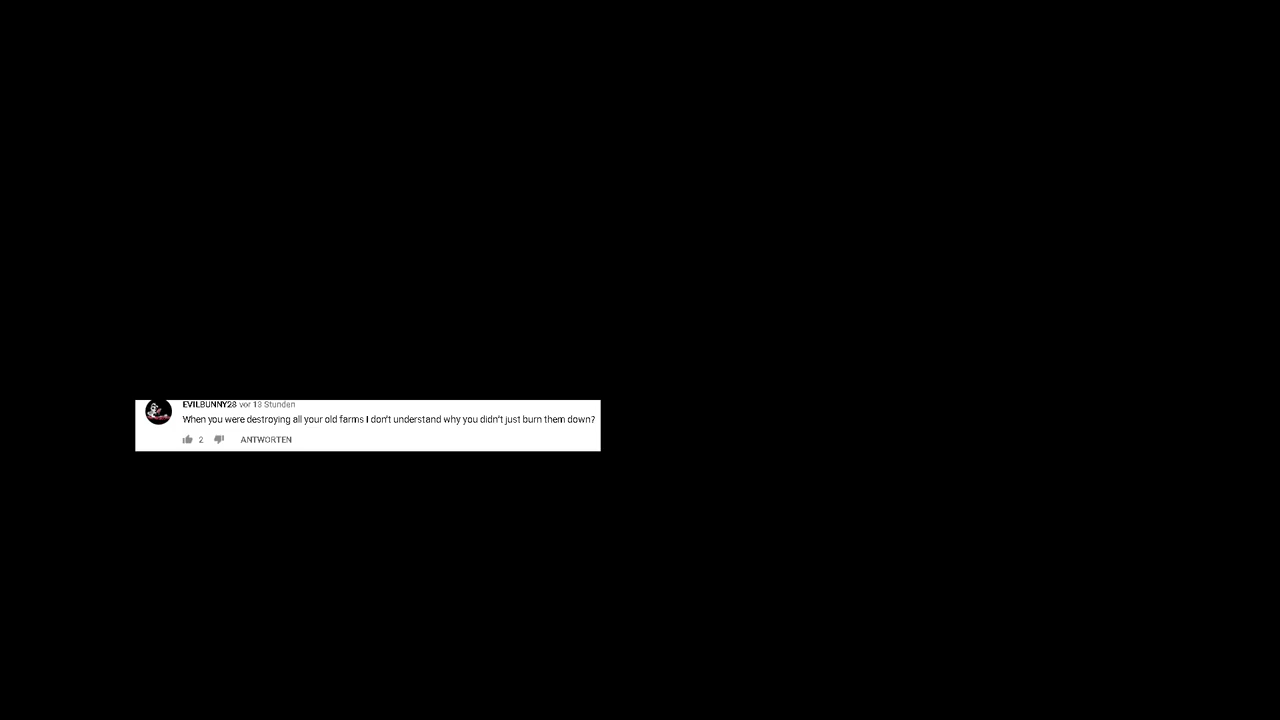 EVILBUNNY28 vor 13 Stunden
When you were destroying all your old farms I don't understand why you didn't just burn them down?
2 ANTWORTEN